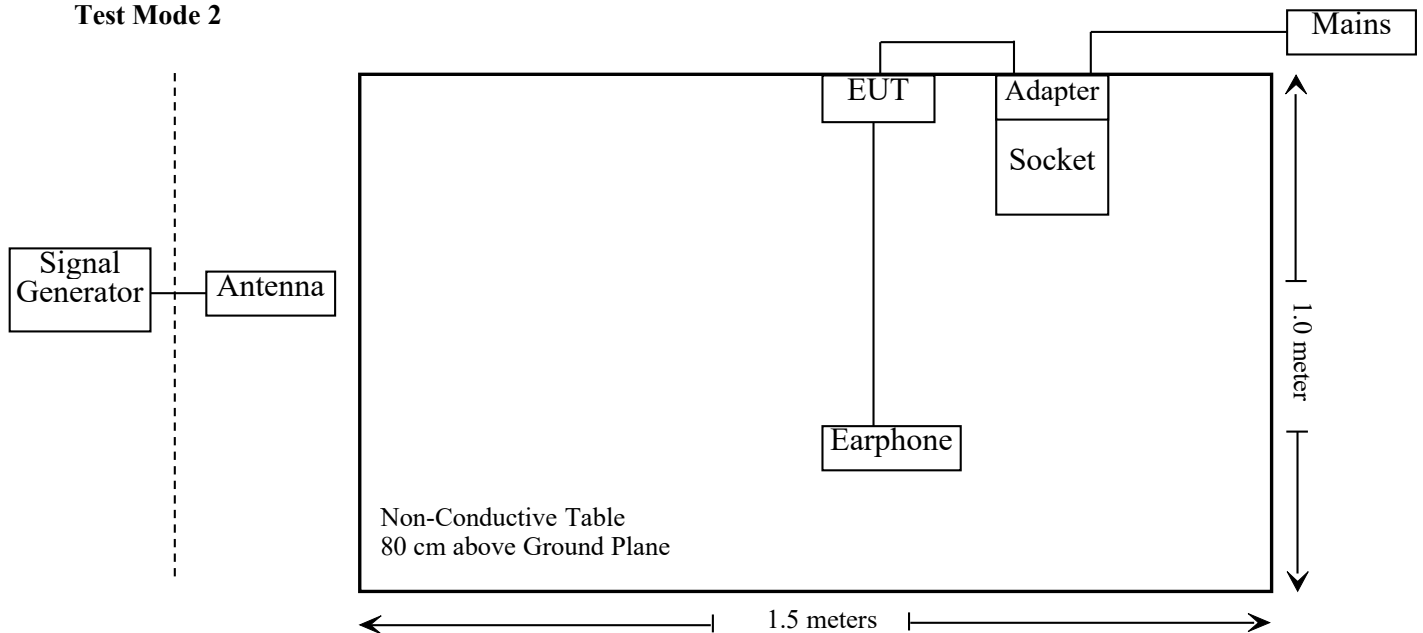 Test Mode 2
Mains
EUT
Adapter
Socket
Signal
Generator
Antenna
1.0 meter
Earphone
Non-Conductive Table
80 cm above Ground Plane
1.5 meters